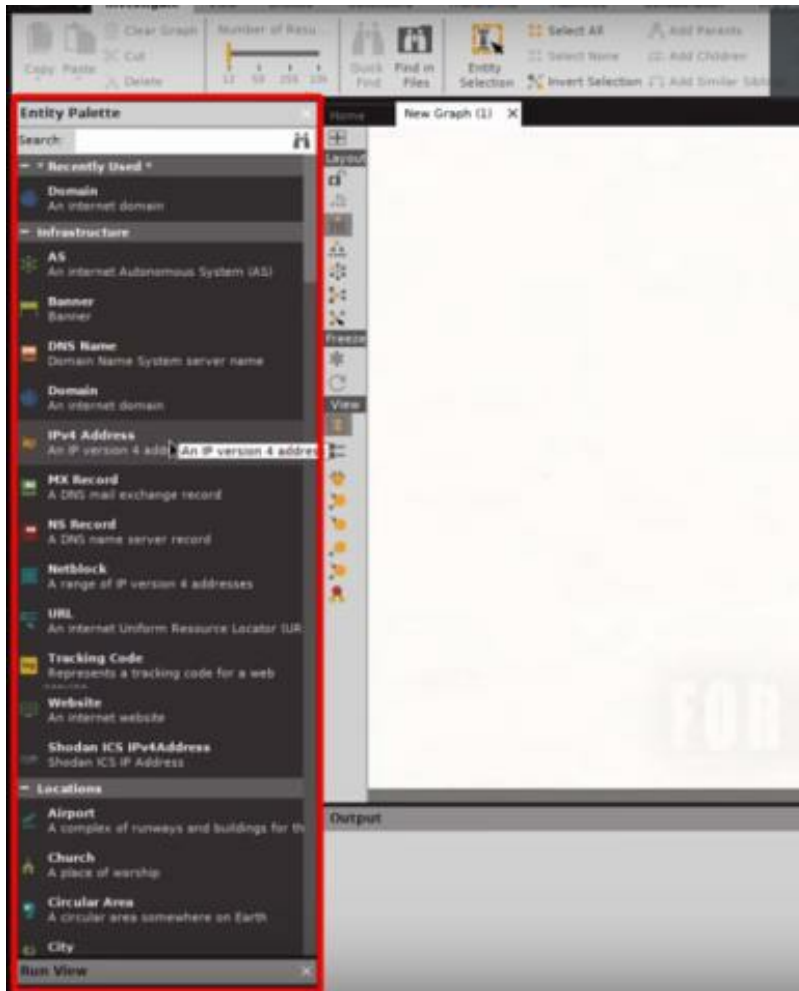 Investigate
Clear Graph
Number of Resu...
Select All
Add Parents
Copy
Paste
Cut
Quick
Find
Find in
Files
Entity
Selection
Select None
Add Children
Delete
12
50
255
10k
Invert Selection
Add Similar Siblings
Entity Palette
Home
New Graph (1)
Search:
Layout
* Recently Used *
Domain
An internet domain
Infrastructure
AS
An internet Autonomous System (AS)
Banner
Banner
Freeze
DNS Name
Domain Name System server name
Domain
An internet domain
View
IPv4 Address
An IP version 4 addr
An IP version 4 address
MX Record
A DNS mail exchange record
NS Record
A DNS name server record
Netblock
A range of IP version 4 addresses
URL
An internet Uniform Resource Locator (UR
Tracking Code
Represents a tracking code for a web
Website
An internet website
Shodan ICS IPv4Address
Shodan ICS IP Address
FOR
Locations
Airport
A complex of runways and buildings for th
Output
Church
A place of worship
Circular Area
A circular area somewhere on Earth
City
Run View